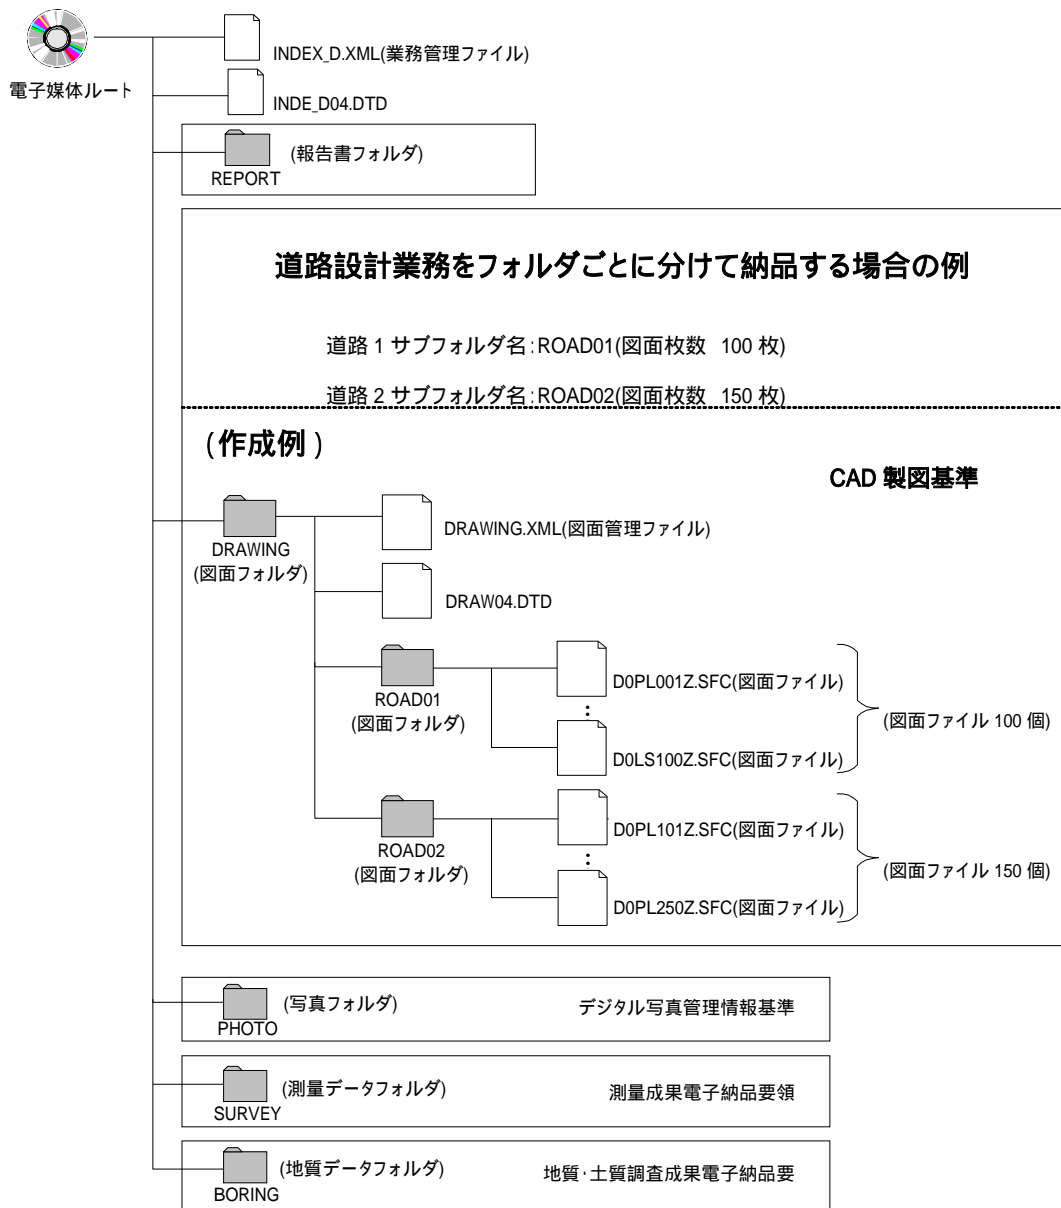 INDEX_D.XML(業務管理ファイル)
電子媒体ルート
INDE_D04.DTD
(報告書フォルダ)
REPORT
道路設計業務をフォルダごとに分けて納品する場合の例
道路 1 サブフォルダ名:ROAD01(図面枚数 100 枚)
道路 2 サブフォルダ名:ROAD02(図面枚数 150 枚)
(作成例)
CAD 製図基準
DRAWING.XML(図面管理ファイル)
DRAWING
(図面フォルダ)
DRAW04.DTD
D0PL001Z.SFC(図面ファイル)
ROAD01
(図面フォルダ)
:
(図面ファイル 100 個)
D0LS100Z.SFC(図面ファイル)
D0PL101Z.SFC(図面ファイル)
ROAD02
(図面フォルダ)
:
(図面ファイル 150 個)
D0PL250Z.SFC(図面ファイル)
(写真フォルダ) デジタル写真管理情報基準
PHOTO
(測量データフォルダ) 測量成果電子納品要領
SURVEY
(地質データフォルダ) 地質・土質調査成果電子納品要
BORING